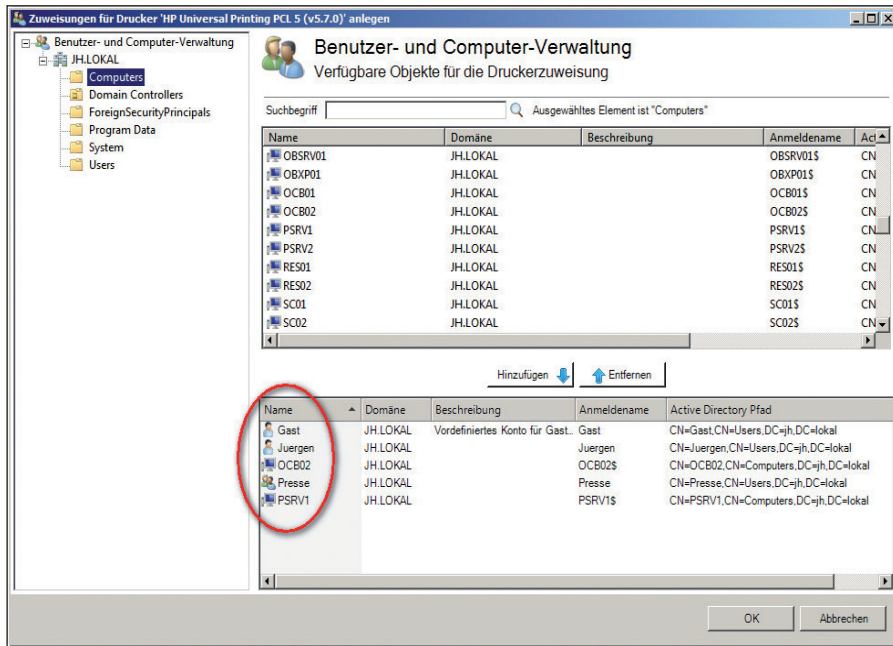 Zuweisungen für Drucker 'HP Universal Printing PCL 5 (v5.7.0)' anlegen
Benutzer- und Computer-Verwaltung
JH.LOKAL
Computers
Domain Controllers
ForeignSecurityPrincipals
Program Data
System
Users
Benutzer- und Computer-Verwaltung
Verfügbare Objekte für die Druckerzuweisung
Suchbegriff Ausgewähltes Element ist "Computers"
Name Domäne Beschreibung Anmeldename Act
OBSRV01 JH.LOKAL OBSRV01$ CN
OBXP01 JH.LOKAL OBXP01$ CN
OCB01 JH.LOKAL OCB01$ CN
OCB02 JH.LOKAL OCB02$ CN
PSRV1 JH.LOKAL PSRV1$ CN
PSRV2 JH.LOKAL PSRV2$ CN
RES01 JH.LOKAL RES01$ CN
RES02 JH.LOKAL RES02$ CN
SC01 JH.LOKAL SC01$ CN
SC02 JH.LOKAL SC02$ CN
Hinzufügen Entfernen
Name Domäne Beschreibung Anmeldename Active Directory Pfad
Gast JH.LOKAL Vordefiniertes Konto für Gast... Gast CN=Gast,CN=Users,DC=jh,DC=lokal
Juergen JH.LOKAL Juergen CN=Juergen,CN=Users,DC=jh,DC=lokal
OCB02 JH.LOKAL OCB02$ CN=OCB02,CN=Computers,DC=jh,DC=lokal
Presse JH.LOKAL Presse CN=Presse,CN=Users,DC=jh,DC=lokal
PSRV1 JH.LOKAL PSRV1$ CN=PSRV1,CN=Computers,DC=jh,DC=lokal
OK Abbrechen